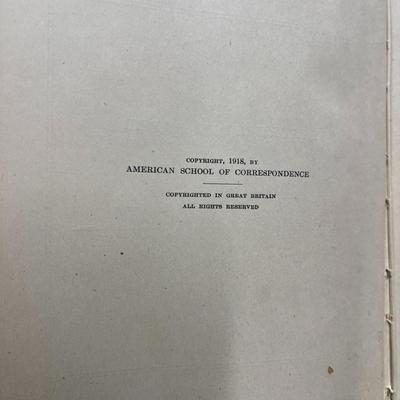 COPYRIGHT, 1918, BY
AMERICAN SCHOOL OF CORRESPONDENCE
COPYRIGHTED IN GREAT BRITAIN
ALL RIGHTS RESERVED